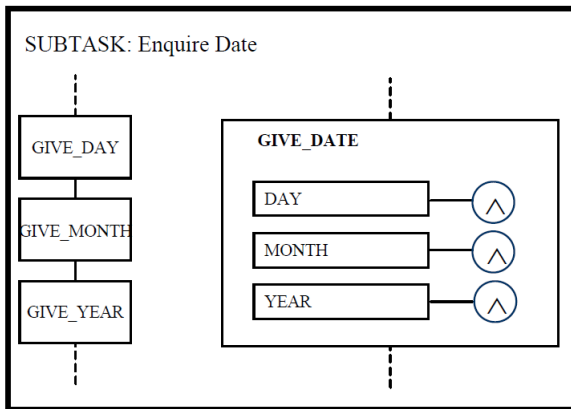 SUBTASK: Enquire Date
GIVE_DAY
GIVE_MONTH
GIVE_YEAR
GIVE_DATE
DAY
MONTH
YEAR